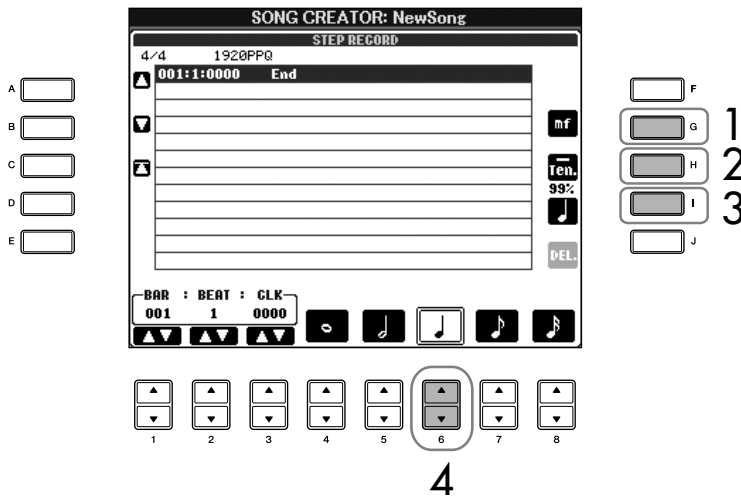 SONG CREATOR: NewSong
STEP RECORD
4/4 1920PPQ
001:1:0000 End
A
F
B
mf
G
1
C
Ten.
H
2
99%
D
I
3
E
DEL.
J
BAR : BEAT : CLK
001 1 0000
1 2 3 4 5 6 7 8
4